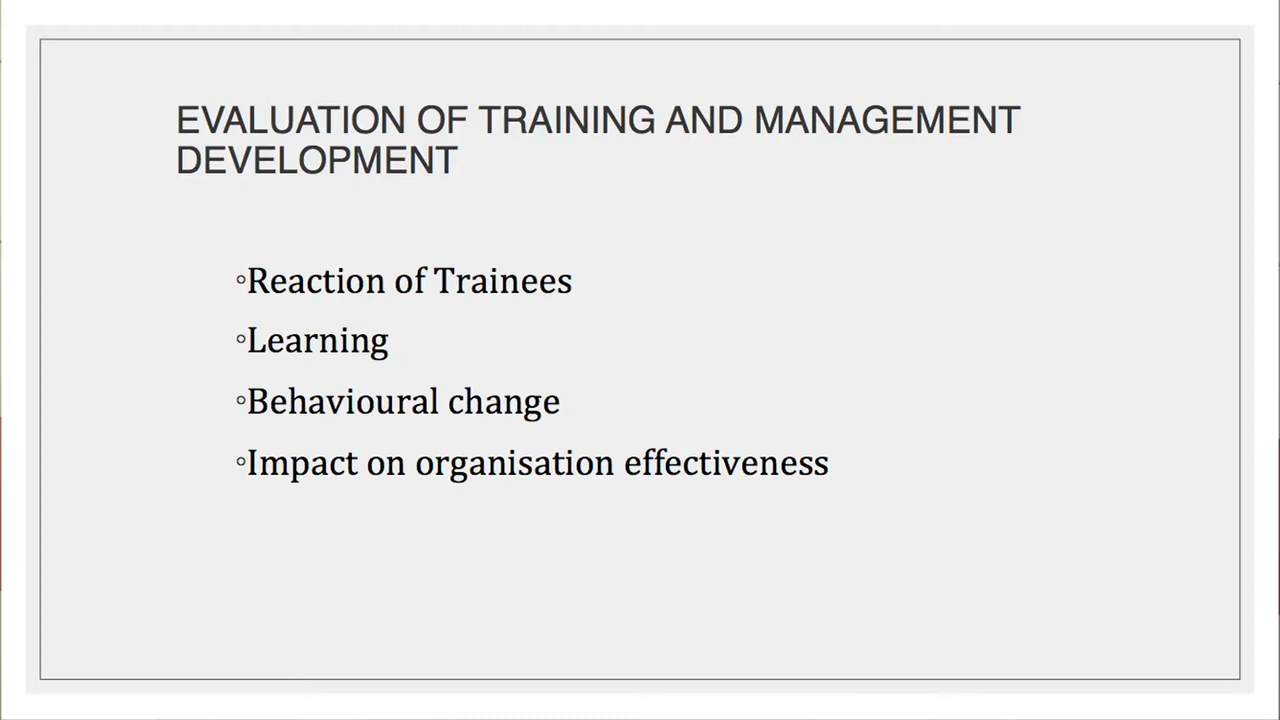 EVALUATION OF TRAINING AND MANAGEMENT
DEVELOPMENT
◦Reaction of Trainees
◦Learning
◦Behavioural change
◦Impact on organisation effectiveness